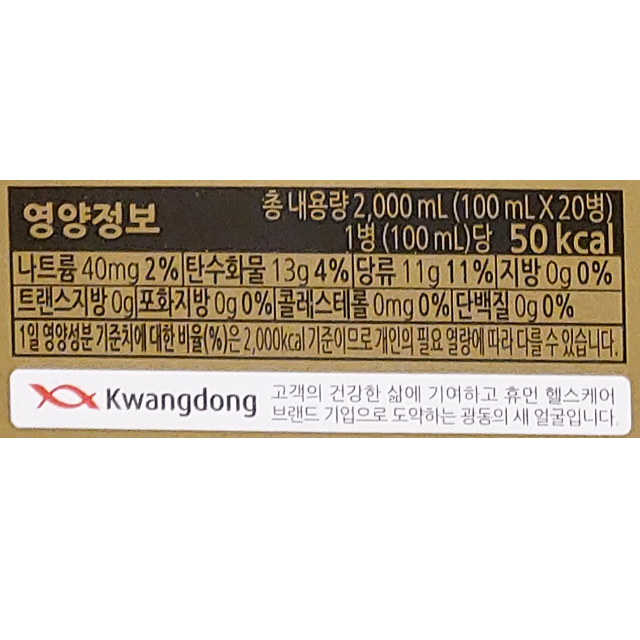 영양정보
총 내용량 2,000 mL (100 mL X 20병)
1병 (100 mL)당 50 kcal
나트륨 40mg 2% 탄수화물 13g 4% 당류 11g 11% 지방 0g 0%
트랜스지방 0g 포화지방 0g 0% 콜레스테롤 0mg 0% 단백질 0g 0%
1일 영양성분 기준치에 대한 비율(%)은 2,000kcal 기준이므로 개인의 필요 열량에 따라 다를 수 있습니다.
Kwangdong
고객의 건강한 삶에 기여하고 휴먼 헬스케어
브랜드 기업으로 도약하는 광동의 새 얼굴입니다.